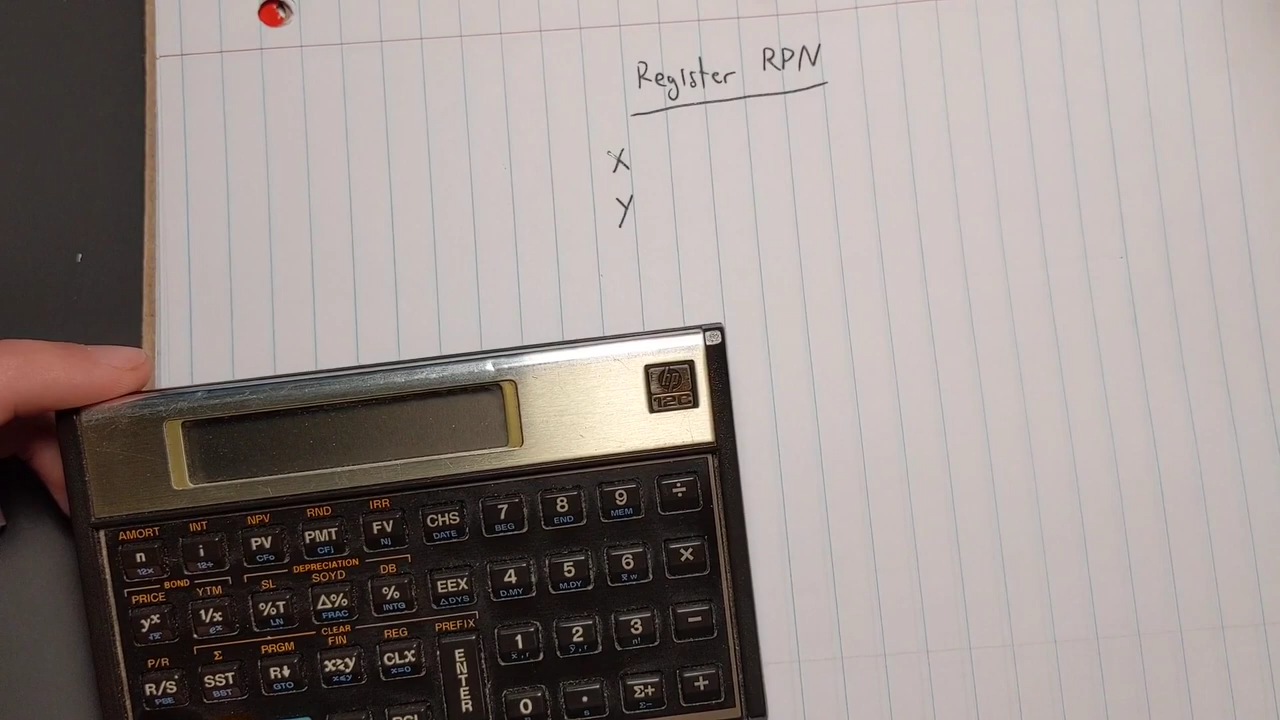 Register RPN
X
Y
hp
12C
AMORT INT NPV RND IRR
n i PV PMT FV CHS 7 8 9 ÷
12× 12÷ CFo CFj Nj DATE BEG END MEM
BOND DEPRECIATION
PRICE YTM SL SOYD DB
yx 1/x %T Δ% % EEX 4 5 6 ×
√x ex LN FRAC INTG ΔDYS D.MY M.DY x̄w
CLEAR
P/R Σ PRGM FIN REG PREFIX
R/S SST R↓ x≷y CLX ENTER 1 2 3 −
PSE BST GTO x≤y x=0 x̂,r ŷ,r n!
0 · Σ+ +
s Σ-